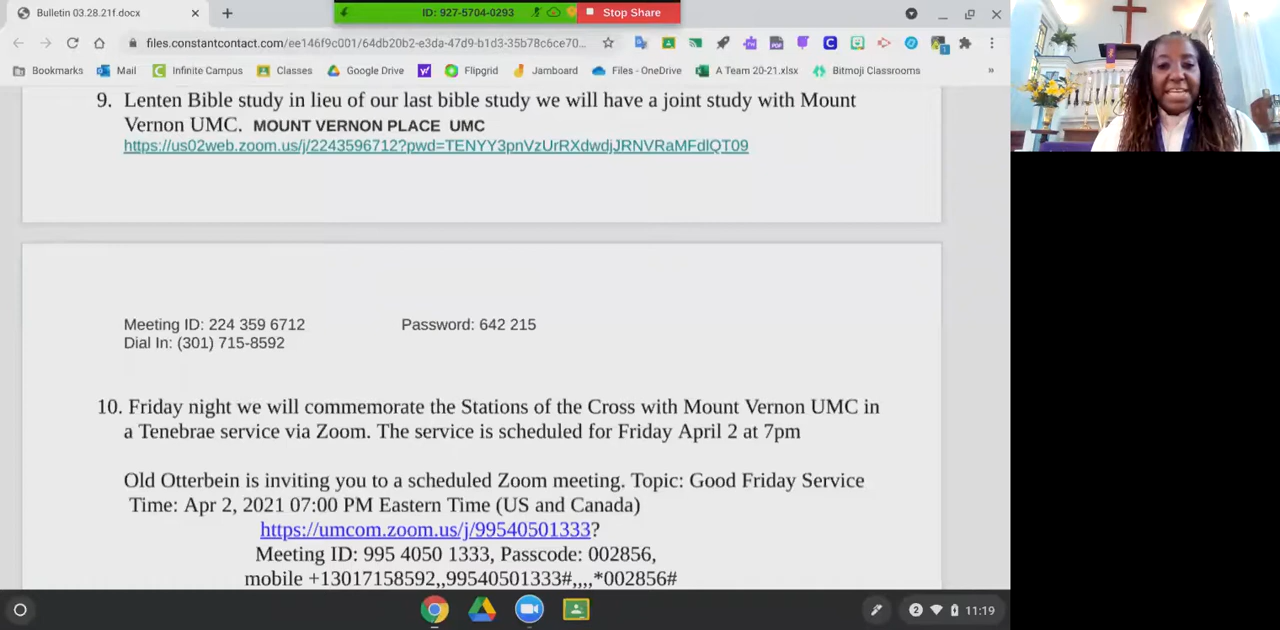 Bulletin 03.28.21f.docx
ID: 927-5704-0293
Stop Share
files.constantcontact.com/ee146f9c001/64db20b2-e3da-47d9-b1d3-35b78c6ce70...
Bookmarks Mail Infinite Campus Classes Google Drive Flipgrid Jamboard Files - OneDrive A Team 20-21.xlsx Bitmoji Classrooms »
9. Lenten Bible study in lieu of our last bible study we will have a joint study with Mount
Vernon UMC. MOUNT VERNON PLACE UMC
https://us02web.zoom.us/j/2243596712?pwd=TENYY3pnVzUrRXdwdjJRNVRaMFdlQT09
Meeting ID: 224 359 6712 Password: 642 215
Dial In: (301) 715-8592
10. Friday night we will commemorate the Stations of the Cross with Mount Vernon UMC in
a Tenebrae service via Zoom. The service is scheduled for Friday April 2 at 7pm
Old Otterbein is inviting you to a scheduled Zoom meeting. Topic: Good Friday Service
Time: Apr 2, 2021 07:00 PM Eastern Time (US and Canada)
https://umcom.zoom.us/j/99540501333?
Meeting ID: 995 4050 1333, Passcode: 002856,
mobile +13017158592,,99540501333#,,,,*002856#
2 11:19